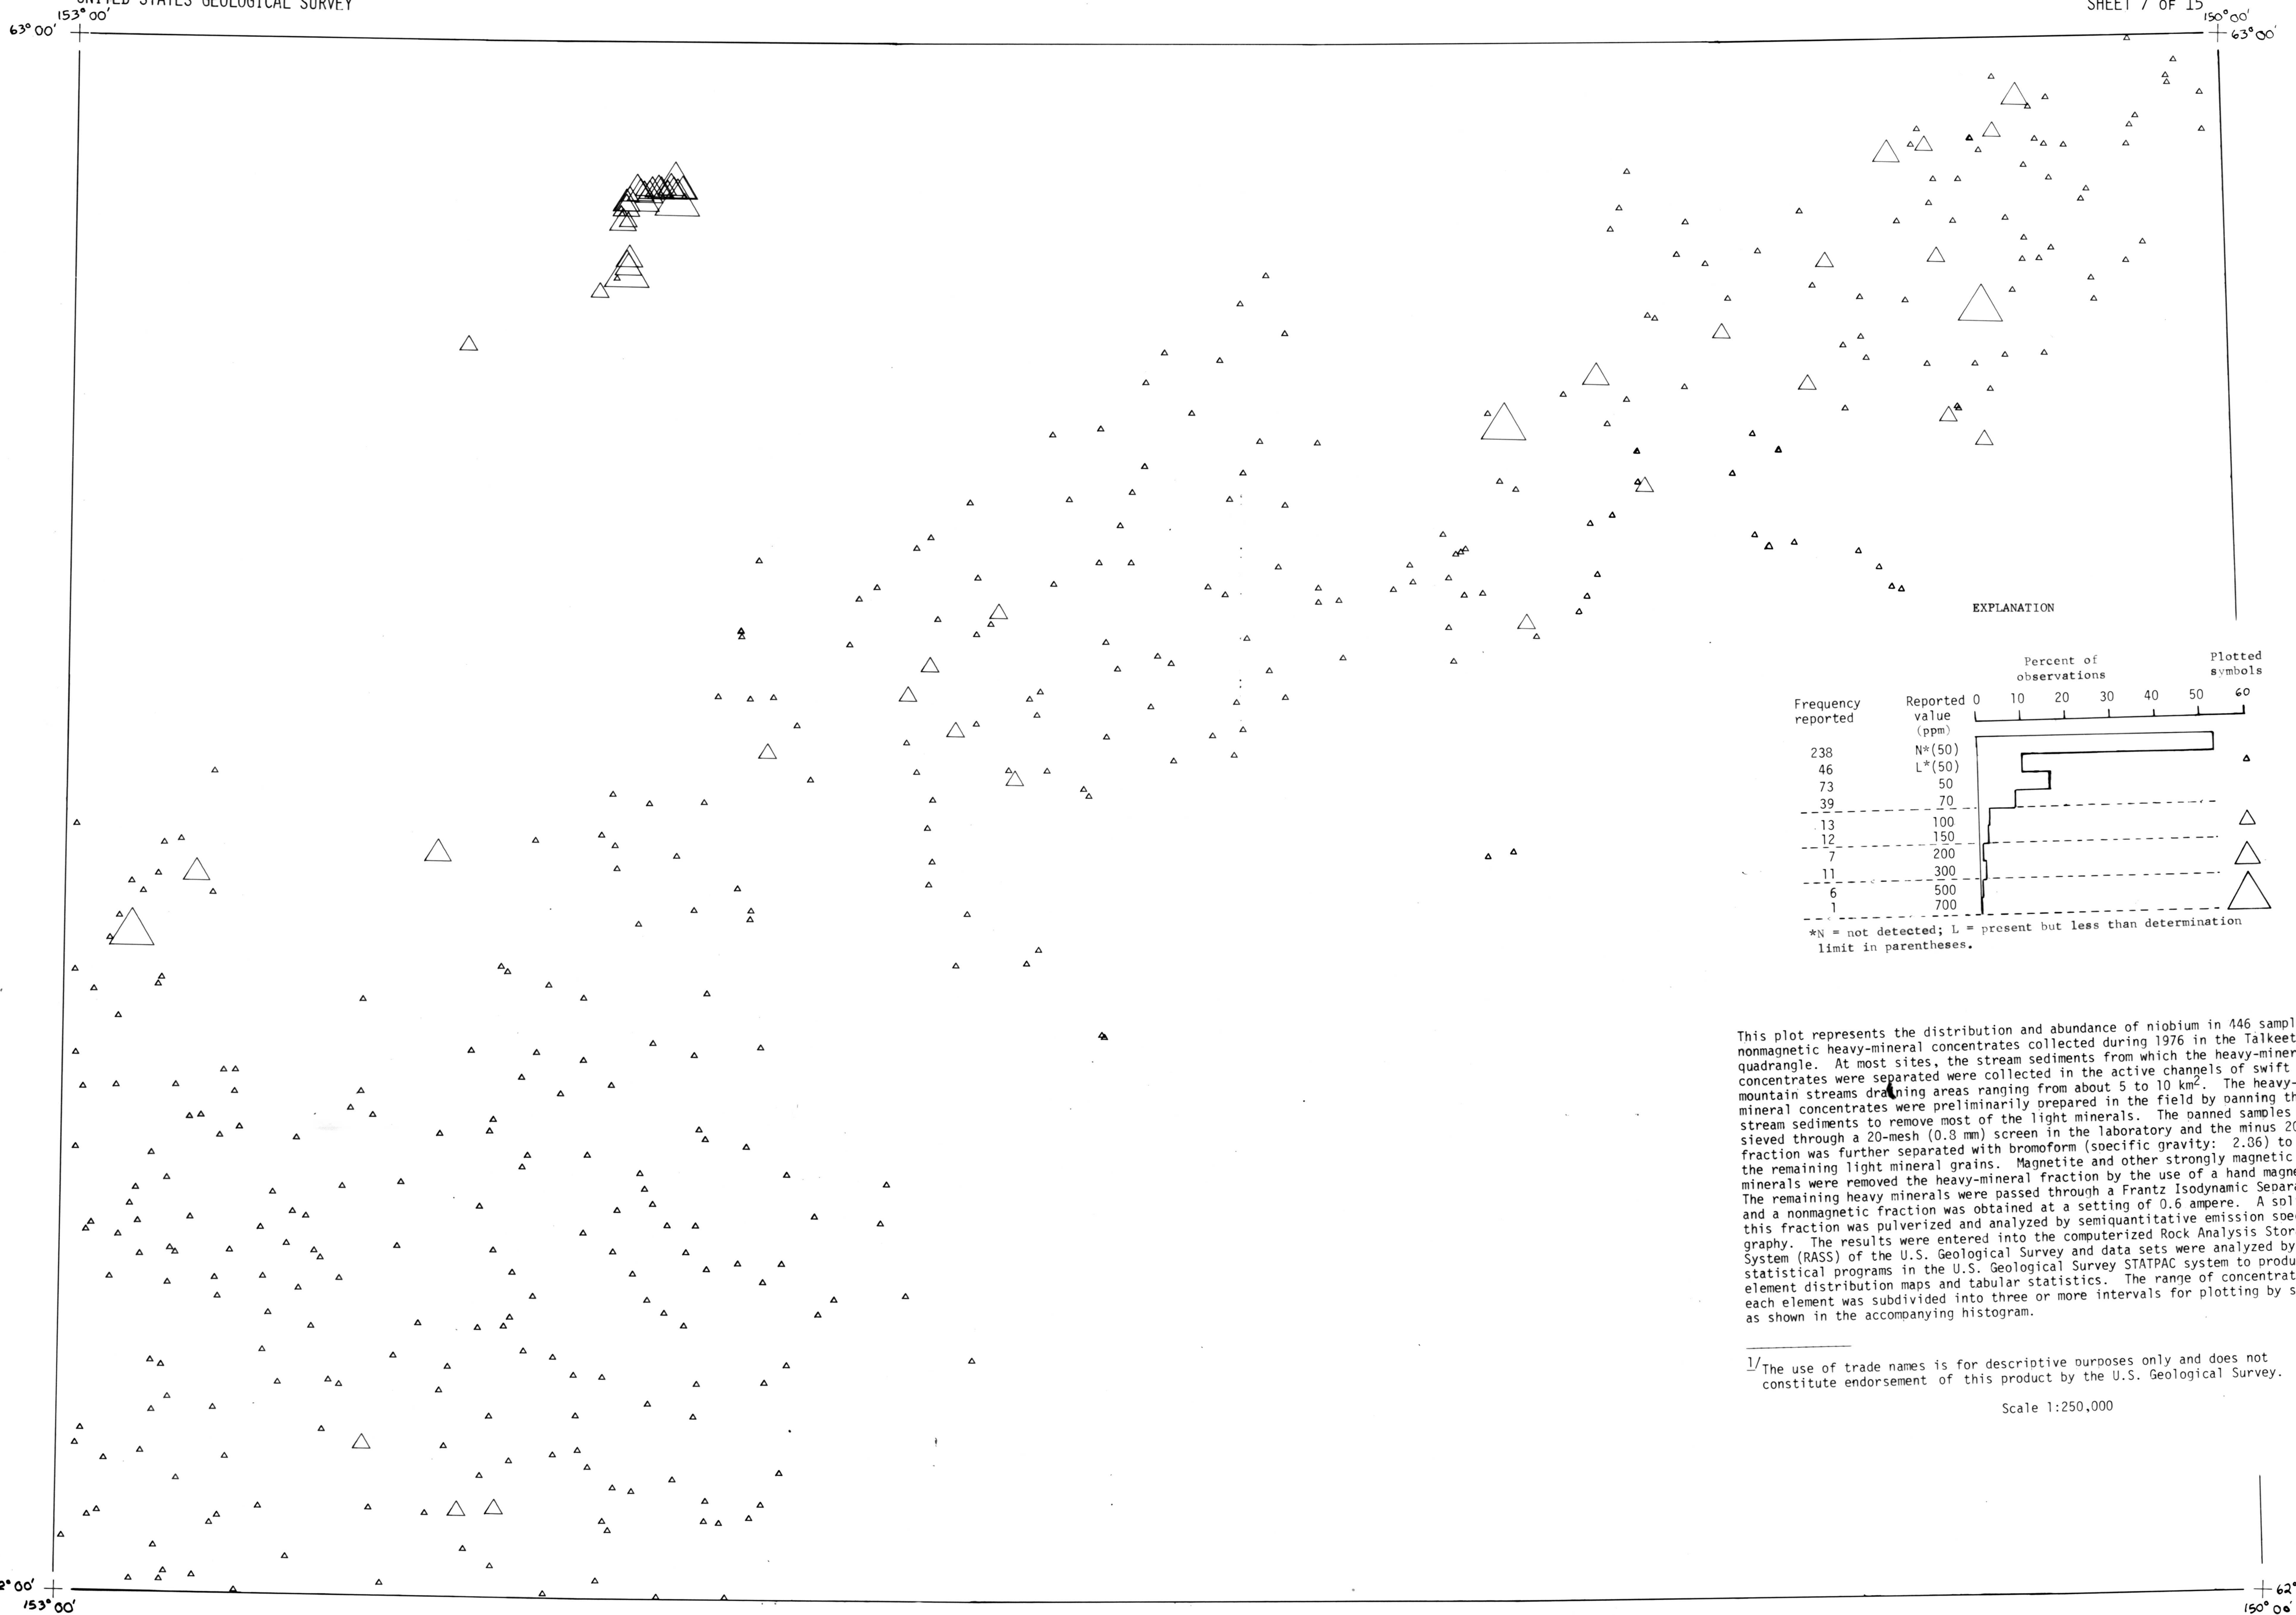 UNITED STATES GEOLOGICAL SURVEY
SHEET 7 OF 15
153°00'
150°00'
63°00'
63°00'
EXPLANATION
Percent of observations
Plotted symbols
Frequency reported
Reported value (ppm)
0 10 20 30 40 50 60
238 N*(50)
46 L*(50)
73 50
39 70
13 100
12 150
7 200
11 300
6 500
1 700
*N = not detected; L = present but less than determination
limit in parentheses.
This plot represents the distribution and abundance of niobium in 446
nonmagnetic heavy-mineral concentrates collected during 1976 in the
quadrangle. At most sites, the stream sediments from which the
concentrates were separated were collected in the active channels of swift
mountain streams draining areas ranging from about 5 to 10 km². The heavy-
mineral concentrates were preliminarily prepared in the field by panning
stream sediments to remove most of the light minerals. The panned samples
sieved through a 20-mesh (0.8 mm) screen in the laboratory and the minus
fraction was further separated with bromoform (specific gravity: 2.86) to
the remaining light mineral grains. Magnetite and other strongly magnetic
minerals were removed the heavy-mineral fraction by the use of a hand
The remaining heavy minerals were passed through a Frantz Isodynamic
and a nonmagnetic fraction was obtained at a setting of 0.6 ampere. A
this fraction was pulverized and analyzed by semiquantitative emission
graphy. The results were entered into the computerized Rock Analysis
System (RASS) of the U.S. Geological Survey and data sets were analyzed by
statistical programs in the U.S. Geological Survey STATPAC system to
element distribution maps and tabular statistics. The range of
each element was subdivided into three or more intervals for plotting by
as shown in the accompanying histogram.
1/The use of trade names is for descriptive purposes only and does not
constitute endorsement of this product by the U.S. Geological Survey.
Scale 1:250,000
2°00'
153°00'
62°
150°00'